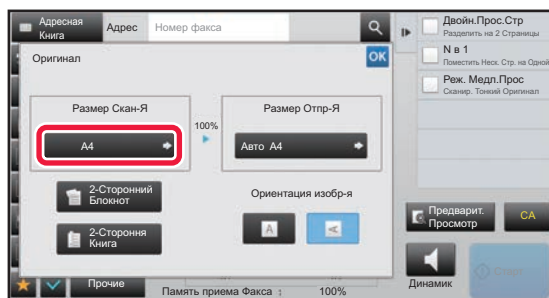 Адресная
Книга
Адрес
Номер факса
Оригинал
OK
Размер Скан-Я
100%
Размер Отпр-Я
A4
Авто A4
2-Сторонний
Блокнот
2-Стороння
Книга
Ориентация изобр-я
A
A
Прочие
Память приема Факса :
100%
Двойн.Прос.Стр
Разделить на 2 Страницы
N в 1
Поместить Неск. Стр. на Одной
Реж. Медл.Прос
Сканир. Тонкий Оригинал
Предварит.
Просмотр
CA
Динамик
Старт